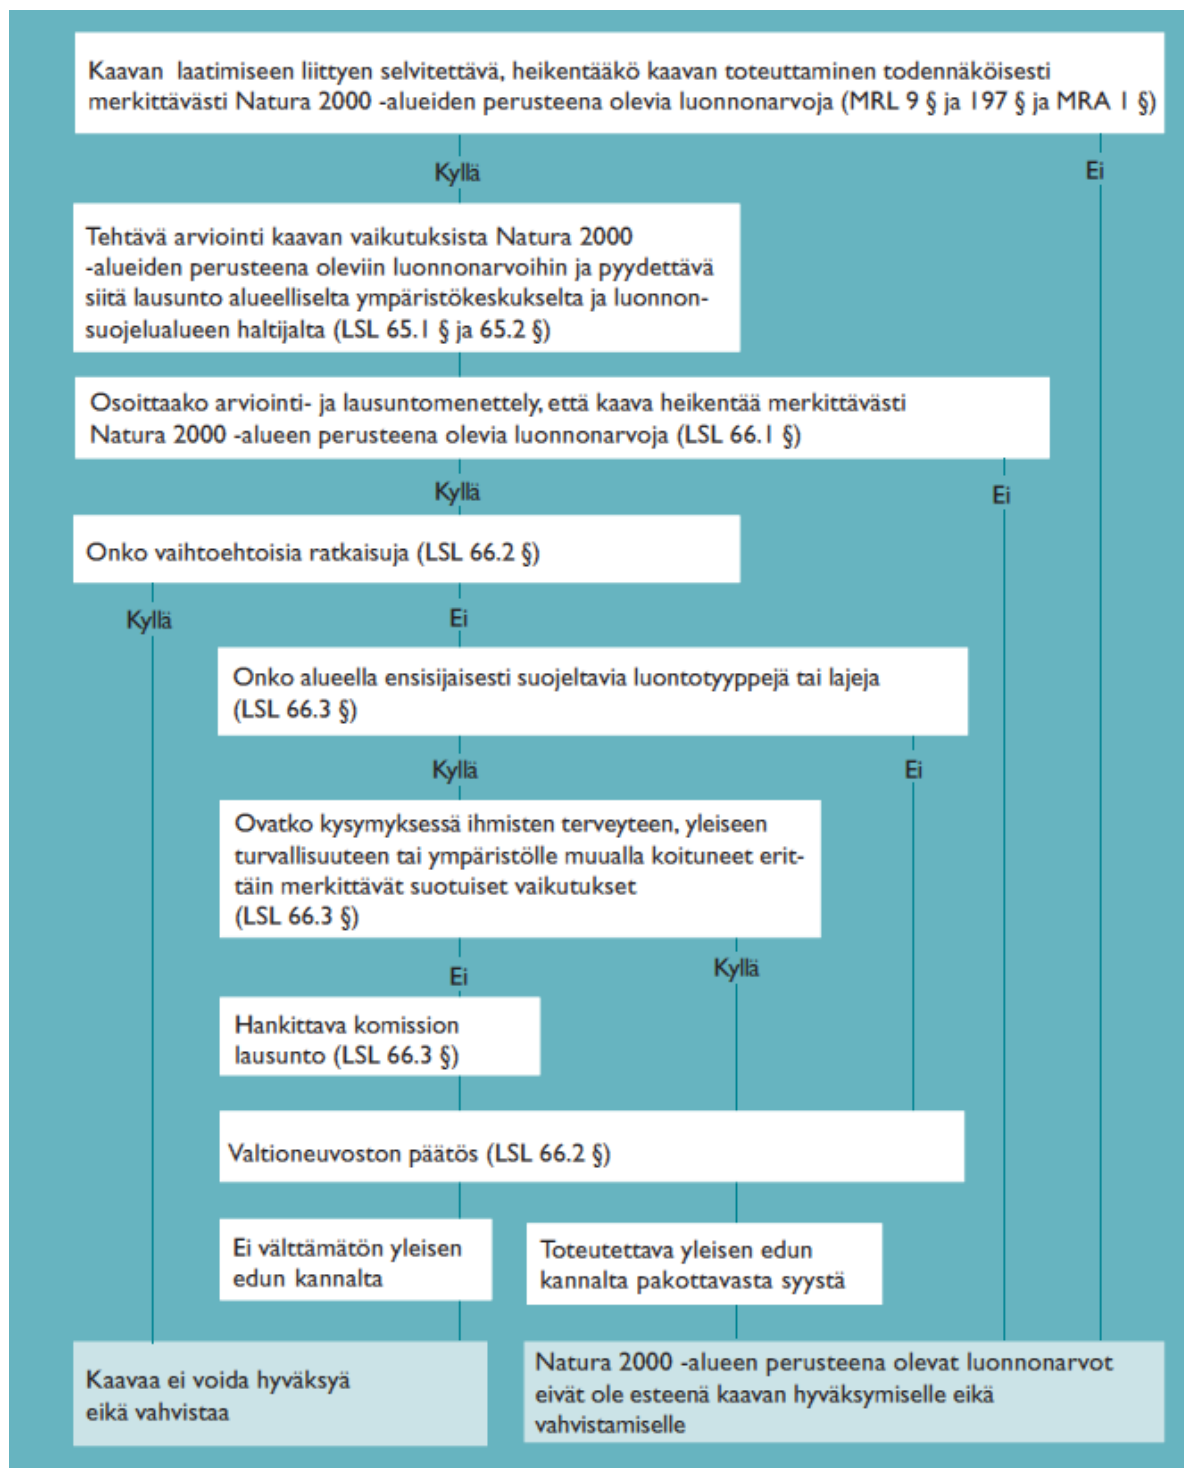 Kaavan laatimiseen liittyen selvitettävä, heikentääkö kaavan toteuttaminen todennäköisesti
merkittävästi Natura 2000 -alueiden perusteena olevia luonnonarvoja (MRL 9 § ja 197 § ja MRA 1 §)
Kyllä
Ei
Tehtävä arviointi kaavan vaikutuksista Natura 2000
-alueiden perusteena oleviin luonnonarvoihin ja pyydettävä
siitä lausunto alueelliselta ympäristökeskukselta ja luonnon-
suojelualueen haltijalta (LSL 65.1 § ja 65.2 §)
Osoittaako arviointi- ja lausuntomenettely, että kaava heikentää merkittävästi
Natura 2000 -alueen perusteena olevia luonnonarvoja (LSL 66.1 §)
Kyllä
Ei
Onko vaihtoehtoisia ratkaisuja (LSL 66.2 §)
Kyllä
Ei
Onko alueella ensisijaisesti suojeltavia luontotyyppejä tai lajeja
(LSL 66.3 §)
Kyllä
Ei
Ovatko kysymyksessä ihmisten terveyteen, yleiseen
turvallisuuteen tai ympäristölle muualla koituneet erit-
täin merkittävät suotuiset vaikutukset
(LSL 66.3 §)
Ei
Kyllä
Hankittava komission
lausunto (LSL 66.3 §)
Valtioneuvoston päätös (LSL 66.2 §)
Ei välttämätön yleisen
edun kannalta
Toteutettava yleisen edun
kannalta pakottavasta syystä
Kaavaa ei voida hyväksyä
eikä vahvistaa
Natura 2000 -alueen perusteena olevat luonnonarvot
eivät ole esteenä kaavan hyväksymiselle eikä
vahvistamiselle